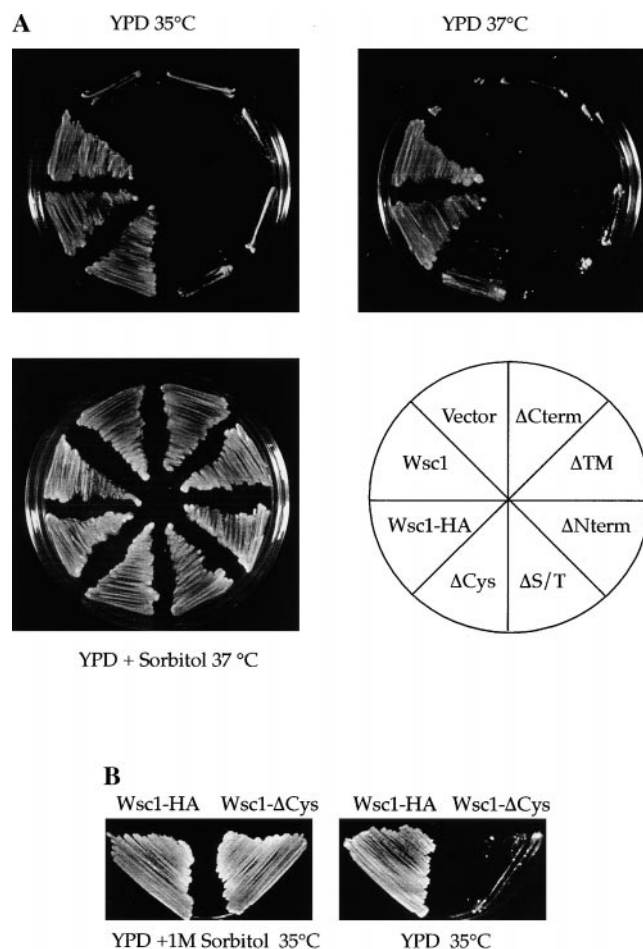 A
YPD 35°C
YPD 37°C
Vector
ΔCterm
Wsc1
ΔTM
Wsc1-HA
ΔNterm
ΔCys
ΔS/T
YPD + Sorbitol 37 °C
B
Wsc1-HA Wsc1-ΔCys
Wsc1-HA Wsc1-ΔCys
YPD +1M Sorbitol 35°C
YPD 35°C